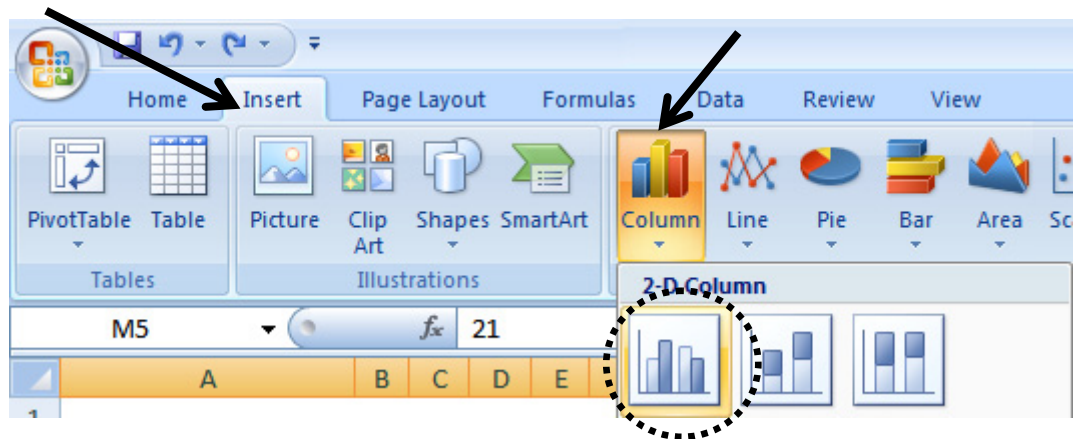 Home Insert Page Layout Formulas Data Review View
PivotTable Table Picture Clip Art Shapes SmartArt Column Line Pie Bar Area Sc
Tables Illustrations
2-D Column
M5 fx 21
A B C D E
1